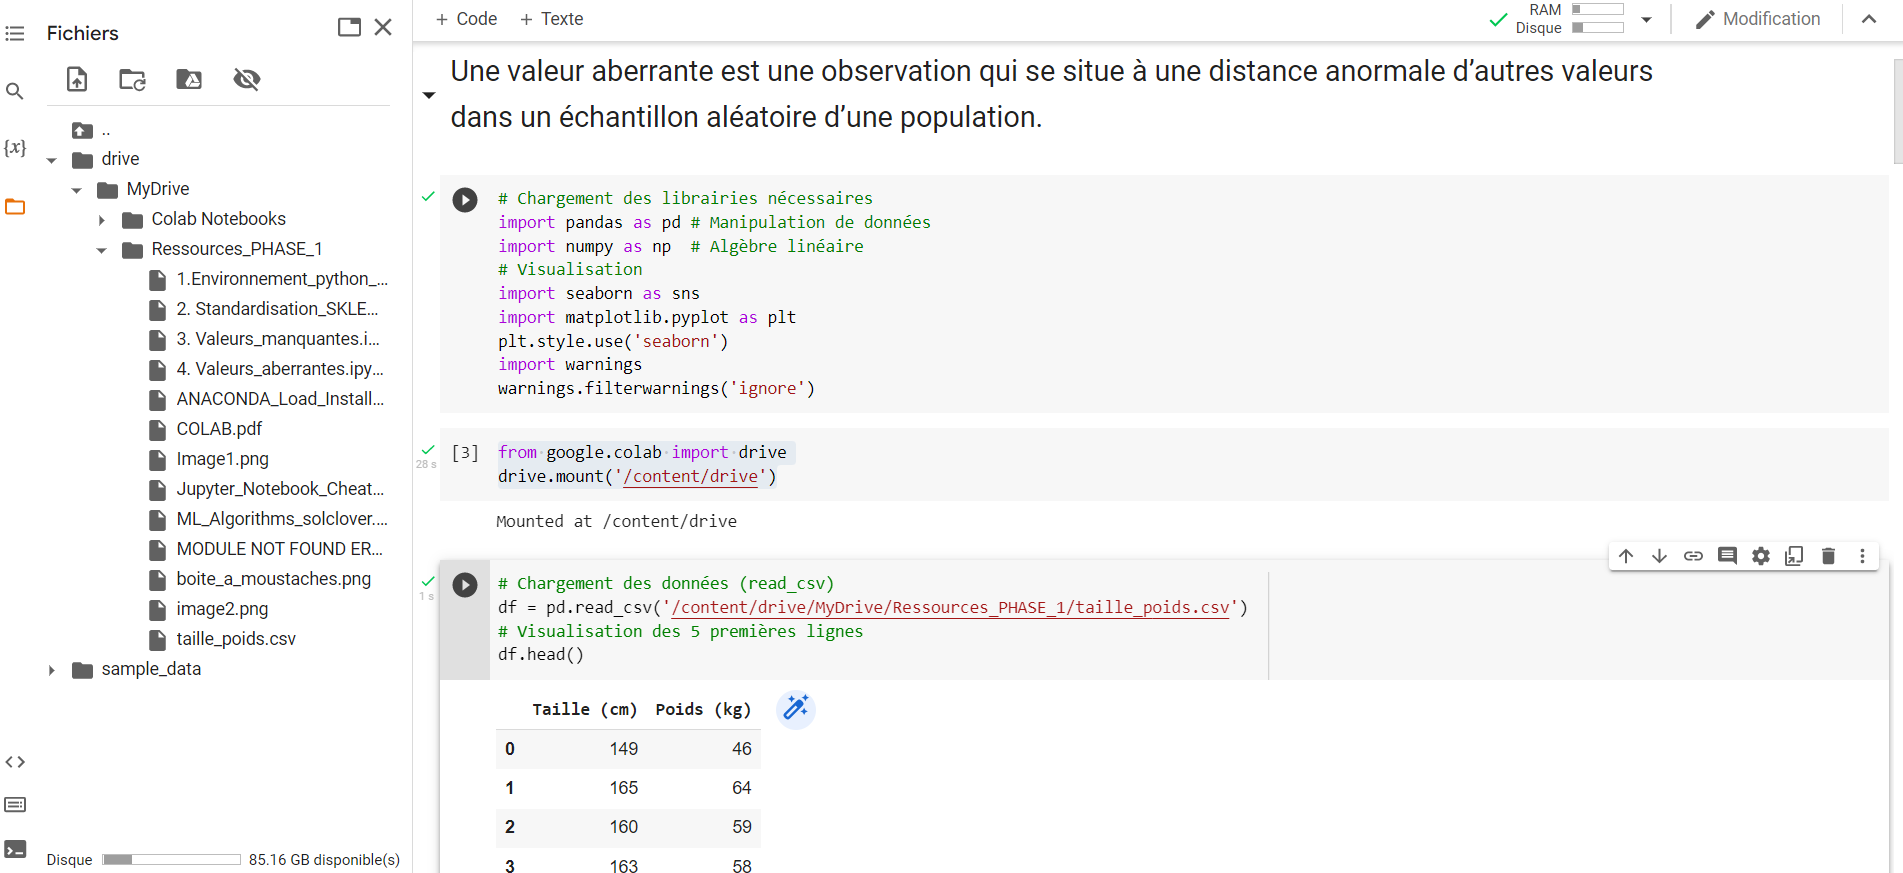 Fichiers
..
drive
MyDrive
Colab Notebooks
Ressources_PHASE_1
1.Environnement_python_...
2. Standardisation_SKLE...
3. Valeurs_manquantes.i...
4. Valeurs_aberrantes.ipy...
ANACONDA_Load_Install...
COLAB.pdf
Image1.png
Jupyter_Notebook_Cheat...
ML_Algorithms_solclover....
MODULE NOT FOUND ER...
boite_a_moustaches.png
image2.png
taille_poids.csv
sample_data
Disque 85.16 GB disponible(s)
+ Code + Texte
RAM
Disque
Modification
Une valeur aberrante est une observation qui se situe à une distance anormale d’autres valeurs
dans un échantillon aléatoire d’une population.
# Chargement des librairies nécessaires
import pandas as pd # Manipulation de données
import numpy as np  # Algèbre linéaire
# Visualisation
import seaborn as sns
import matplotlib.pyplot as plt
plt.style.use('seaborn')
import warnings
warnings.filterwarnings('ignore')
28 s
[3] from google.colab import drive
drive.mount('/content/drive')
Mounted at /content/drive
1 s
# Chargement des données (read_csv)
df = pd.read_csv('/content/drive/MyDrive/Ressources_PHASE_1/taille_poids.csv')
# Visualisation des 5 premières lignes
df.head()
Taille (cm) Poids (kg)
0 149 46
1 165 64
2 160 59
3 163 58